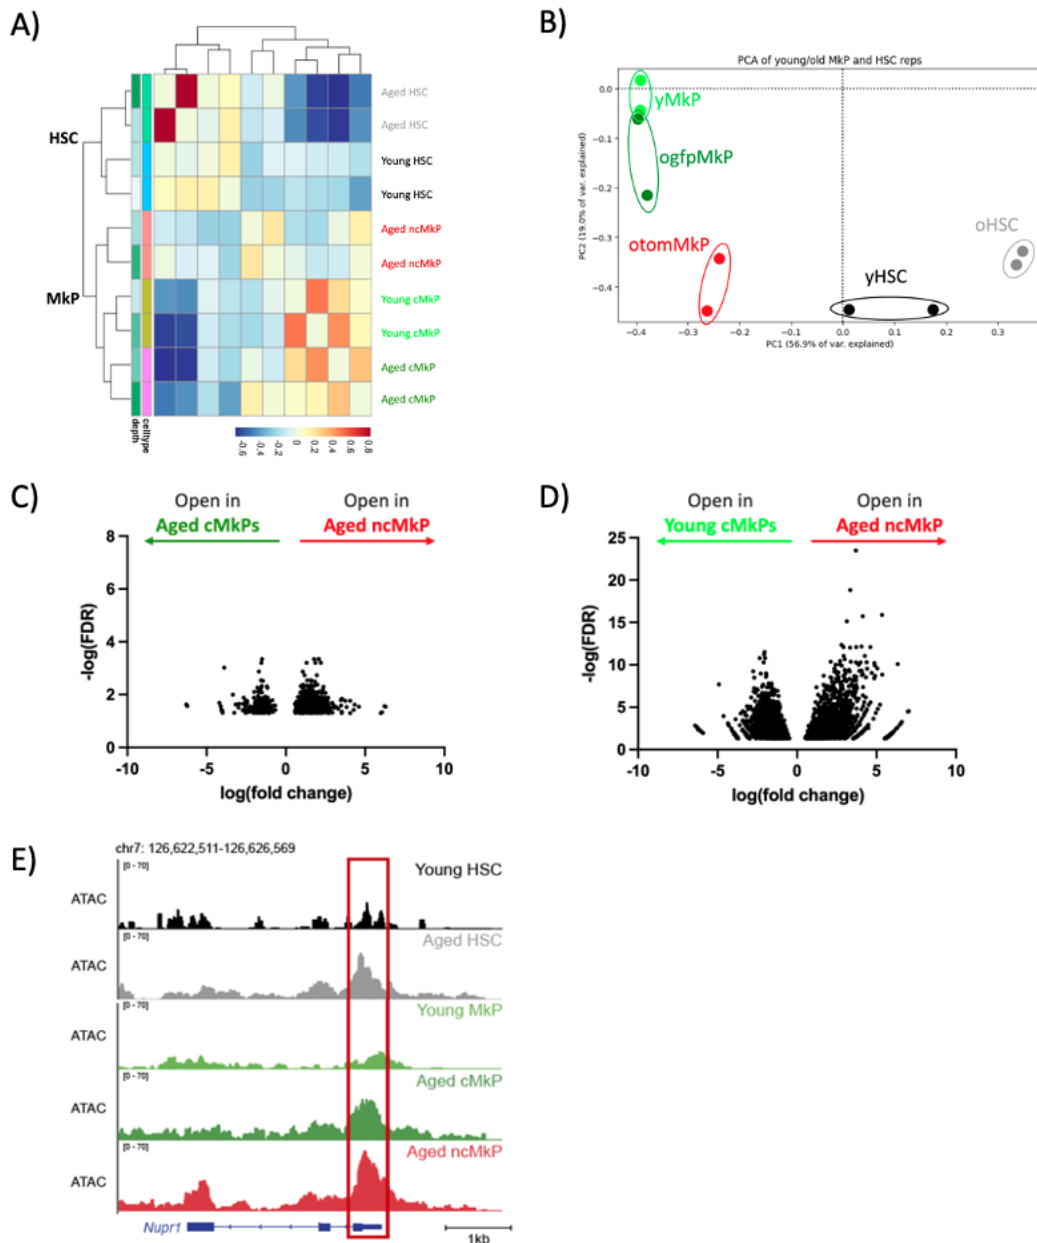 A)
HSC
MkP
Aged HSC
Aged HSC
Young HSC
Young HSC
Aged ncMkP
Aged ncMkP
Young cMkP
Young cMkP
Aged cMkP
Aged cMkP
depth
celltype
-0.6
-0.4
-0.2
0
0.2
0.4
0.6
0.8
B)
PCA of young/old MkP and HSC reps
PC2 (19.0% of var. explained)
0.0
−0.1
−0.2
−0.3
−0.4
yMkP
ogfpMkP
otomMkP
yHSC
oHSC
−0.4
−0.3
−0.2
−0.1
0.0
0.1
0.2
0.3
PC1 (56.9% of var. explained)
C)
Open in
Aged cMkPs
Open in
Aged ncMkP
-log(FDR)
8
6
4
2
0
-10
-5
0
5
10
log(fold change)
D)
Open in
Young cMkPs
Open in
Aged ncMkP
-log(FDR)
25
20
15
10
5
0
-10
-5
0
5
10
log(fold change)
E)
chr7: 126,622,511-126,626,569
[0 - 70]
Young HSC
ATAC
[0 - 70]
Aged HSC
ATAC
[0 - 70]
Young MkP
ATAC
[0 - 70]
Aged cMkP
ATAC
[0 - 70]
Aged ncMkP
ATAC
Nupr1
1kb